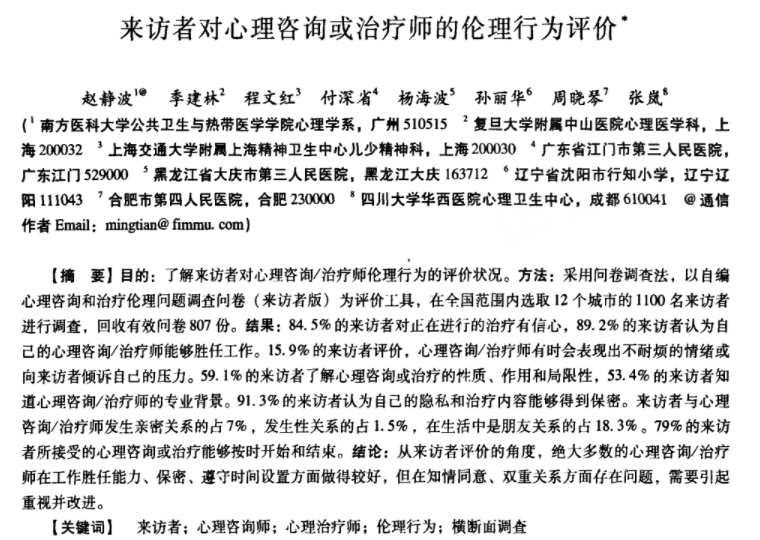 来访者对心理咨询或治疗师的伦理行为评价*
赵静波1@ 季建林2 程文红3 付深省4 杨海波5 孙丽华6 周晓琴7 张岚8
(1 南方医科大学公共卫生与热带医学学院心理学系，广州 510515 2 复旦大学附属中山医院心理医学科，上
海 200032 3 上海交通大学附属上海精神卫生中心儿少精神科，上海 200030 4 广东省江门市第三人民医院，
广东江门 529000 5 黑龙江省大庆市第三人民医院，黑龙江大庆 163712 6 辽宁省沈阳市行知小学，辽宁辽
阳 111043 7 合肥市第四人民医院，合肥 230000 8 四川大学华西医院心理卫生中心，成都 610041 @通信
作者 Email：mingtian@fimmu.com)
【摘 要】目的：了解来访者对心理咨询/治疗师伦理行为的评价状况。方法：采用问卷调查法，以自编
心理咨询和治疗伦理问题调查问卷（来访者版）为评价工具，在全国范围内选取 12 个城市的 1100 名来访者
进行调查，回收有效问卷 807 份。结果：84.5%的来访者对正在进行的治疗有信心，89.2%的来访者认为自
己的心理咨询/治疗师能够胜任工作。15.9%的来访者评价，心理咨询/治疗师有时会表现出不耐烦的情绪或
向来访者倾诉自己的压力。59.1%的来访者了解心理咨询或治疗的性质、作用和局限性，53.4%的来访者知
道心理咨询/治疗师的专业背景。91.3%的来访者认为自己的隐私和治疗内容能够得到保密。来访者与心理咨
询/治疗师发生亲密关系的占7%，发生性关系的占1.5%，在生活中是朋友关系的占18.3%。79%的来访
者所接受的心理咨询或治疗能够按时开始和结束。结论：从来访者评价的角度，绝大多数的心理咨询/治疗
师在工作胜任能力、保密、遵守时间设置方面做得较好，但在知情同意、双重关系方面存在问题，需要引起
重视并改进。
【关键词】 来访者；心理咨询师；心理治疗师；伦理行为；横断面调查